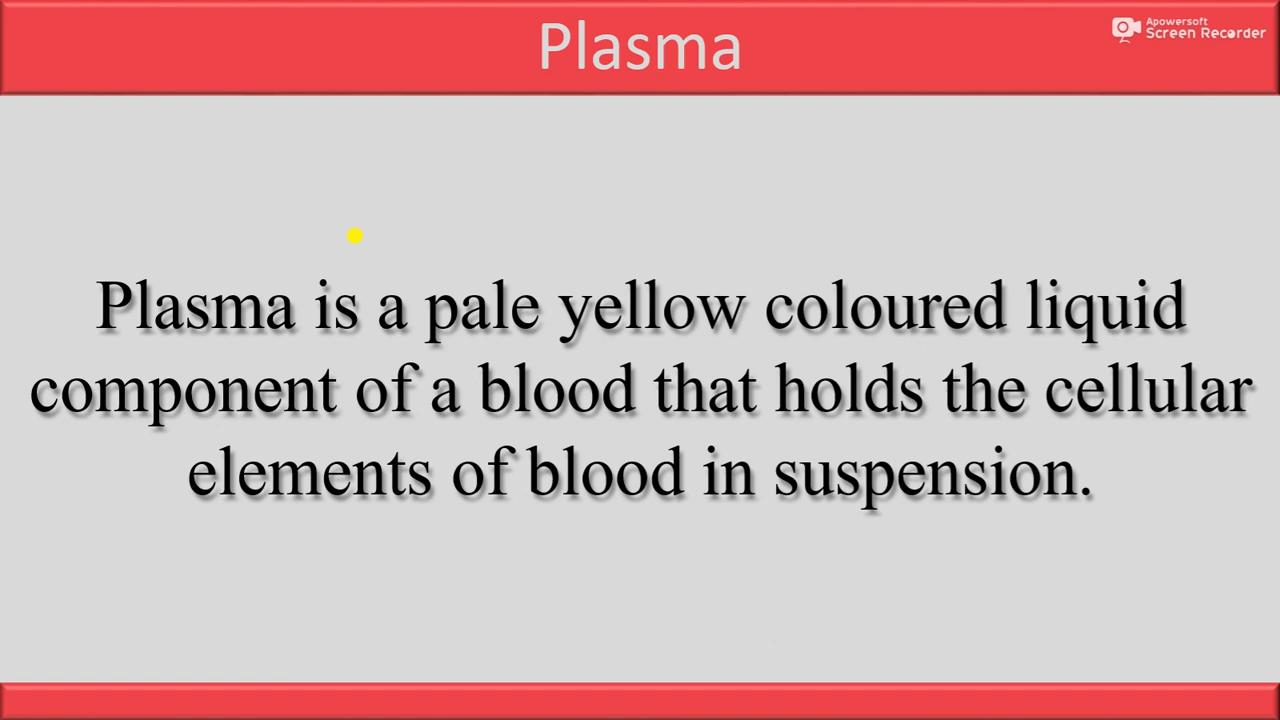 Plasma
Apowersoft
Screen Recorder
Plasma is a pale yellow coloured liquid
component of a blood that holds the cellular
elements of blood in suspension.